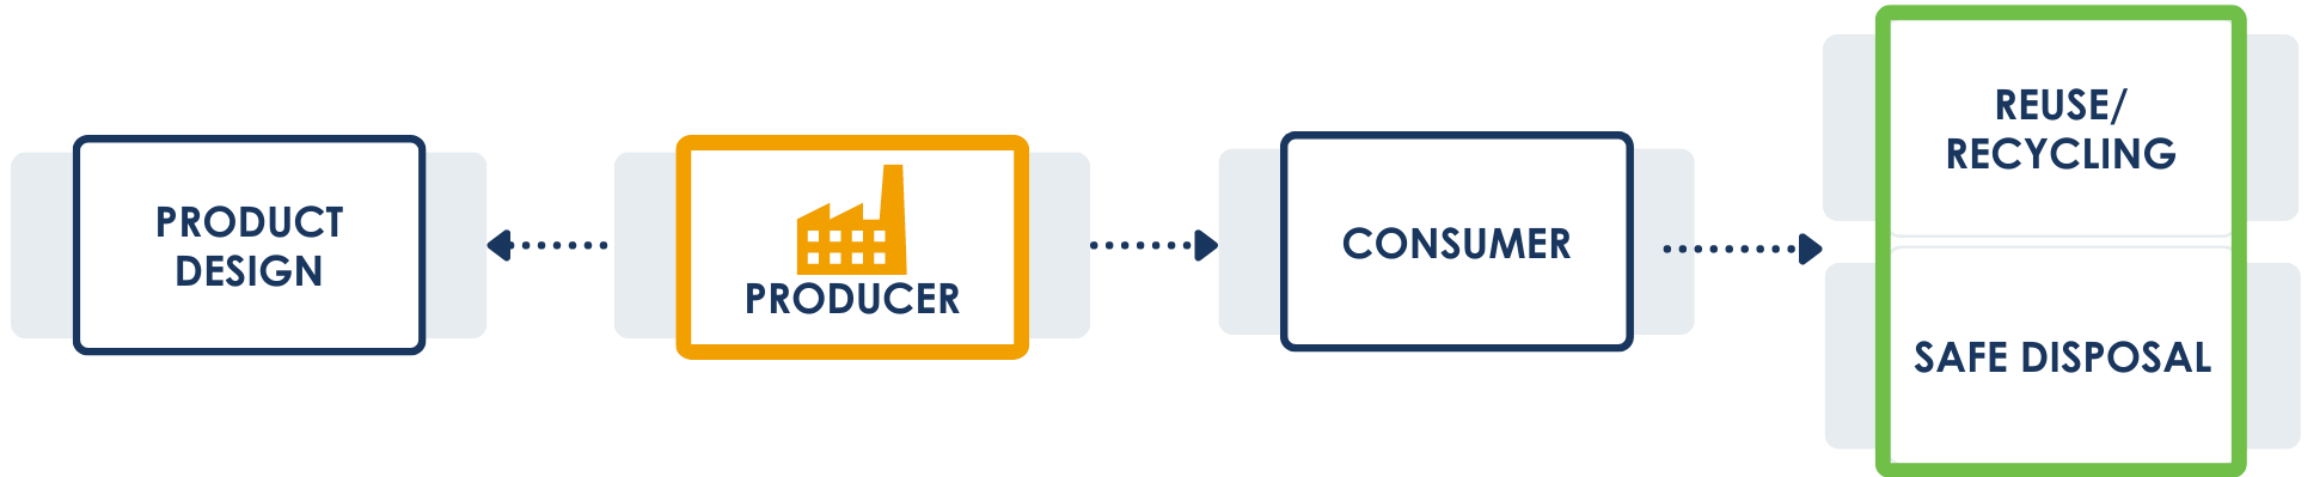 PRODUCT
DESIGN
PRODUCER
CONSUMER
REUSE/
RECYCLING
SAFE DISPOSAL